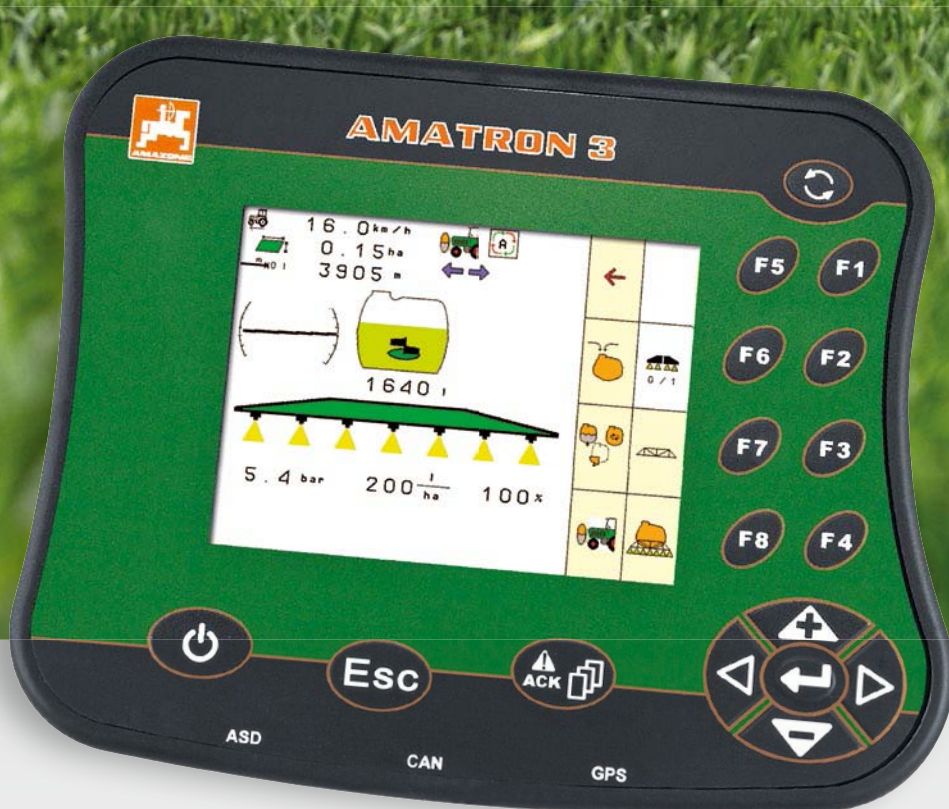 AMAZONE
AMATRON 3
16.0 km/h
0.15 ha
3905 m
A
1640 l
0/1
5.4 bar 200 l/ha 100%
F5 F1
F6 F2
F7 F3
F8 F4
Esc
ACK
ASD
CAN
GPS